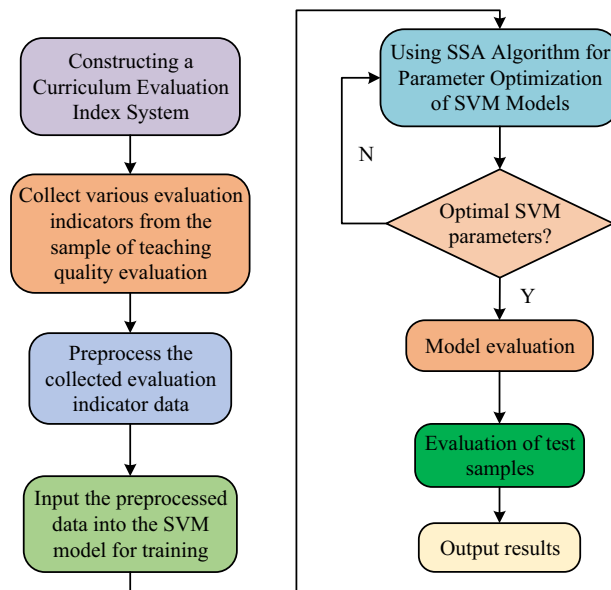 Constructing a
Curriculum Evaluation
Index System
Collect various evaluation
indicators from the
sample of teaching
quality evaluation
Preprocess the
collected evaluation
indicator data
Input the preprocessed
data into the SVM
model for training
Using SSA Algorithm for
Parameter Optimization
of SVM Models
N
Optimal SVM
parameters?
Y
Model evaluation
Evaluation of test
samples
Output results